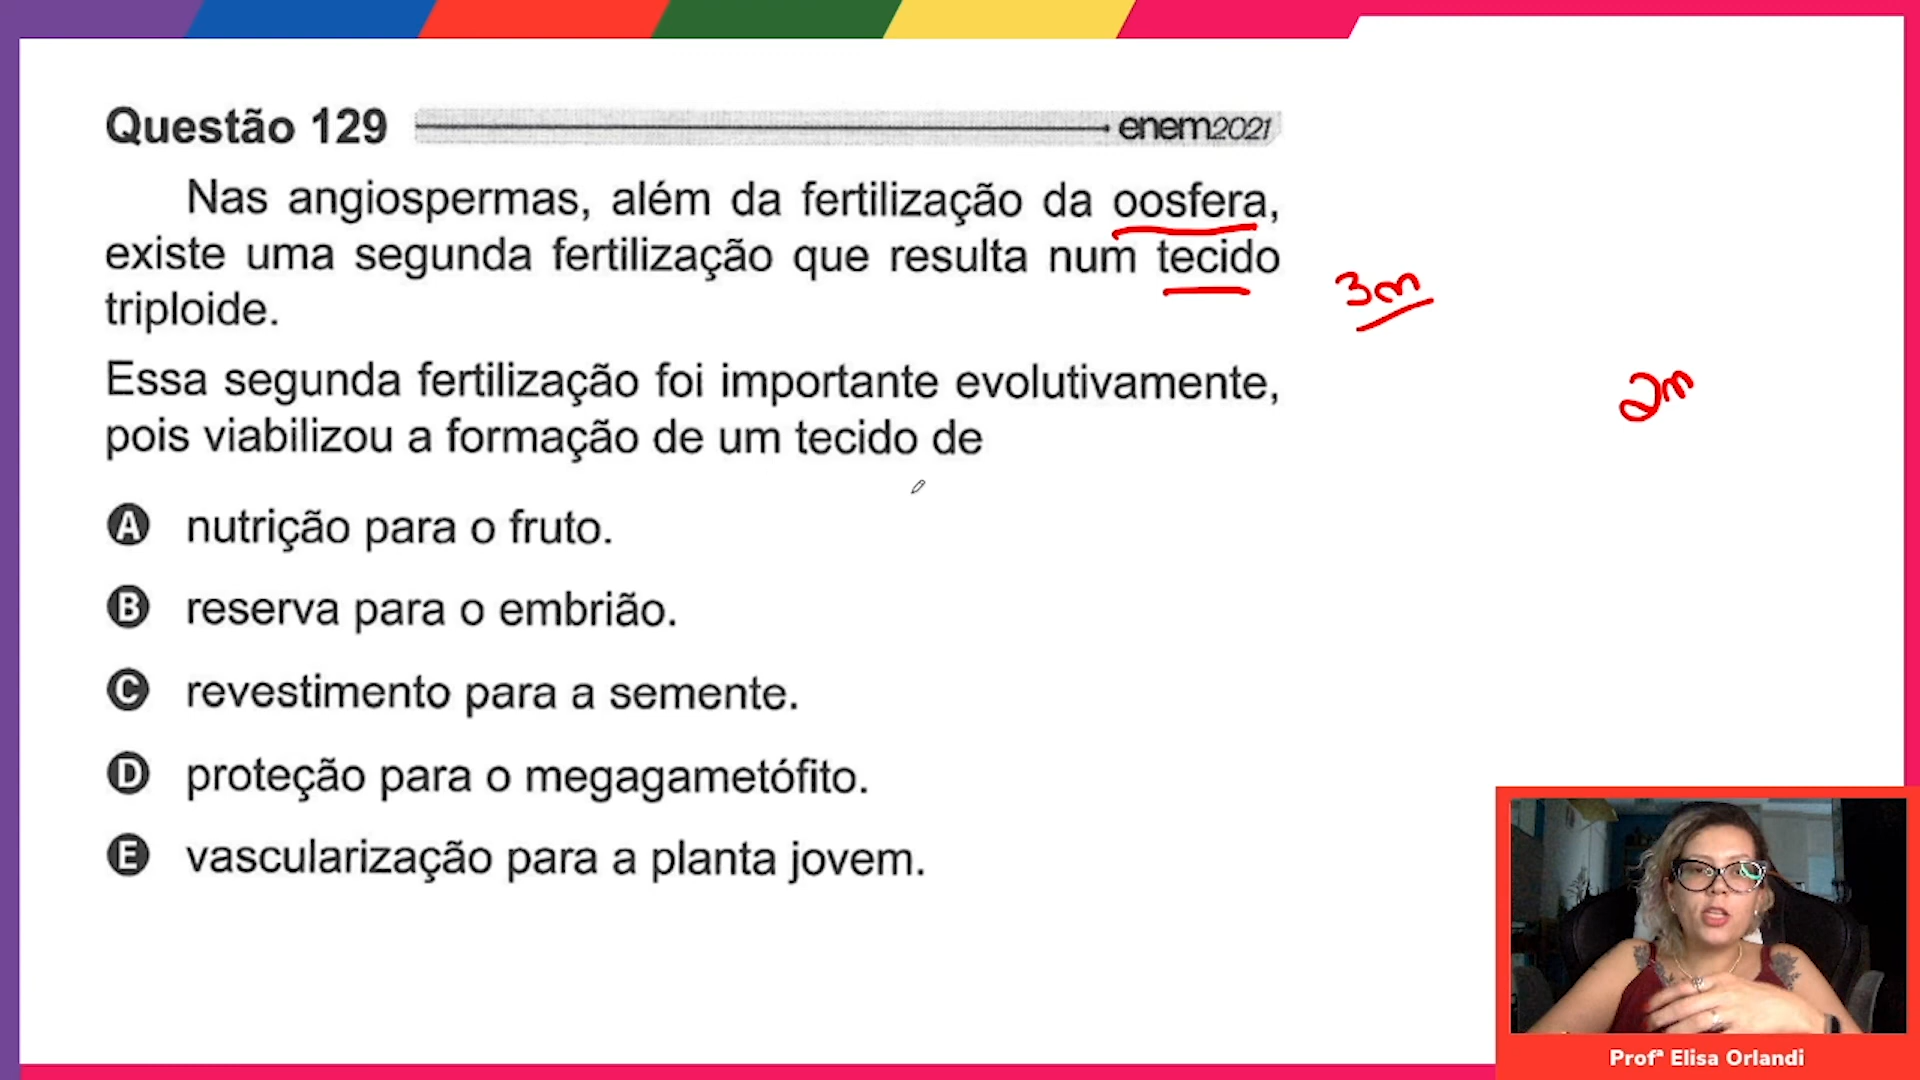 Questão 129 enem2021
Nas angiospermas, além da fertilização da oosfera,
existe uma segunda fertilização que resulta num tecido
triploide.
3n
2n
Essa segunda fertilização foi importante evolutivamente,
pois viabilizou a formação de um tecido de
A nutrição para o fruto.
B reserva para o embrião.
C revestimento para a semente.
D proteção para o megagametófito.
E vascularização para a planta jovem.
Profª Elisa Orlandi